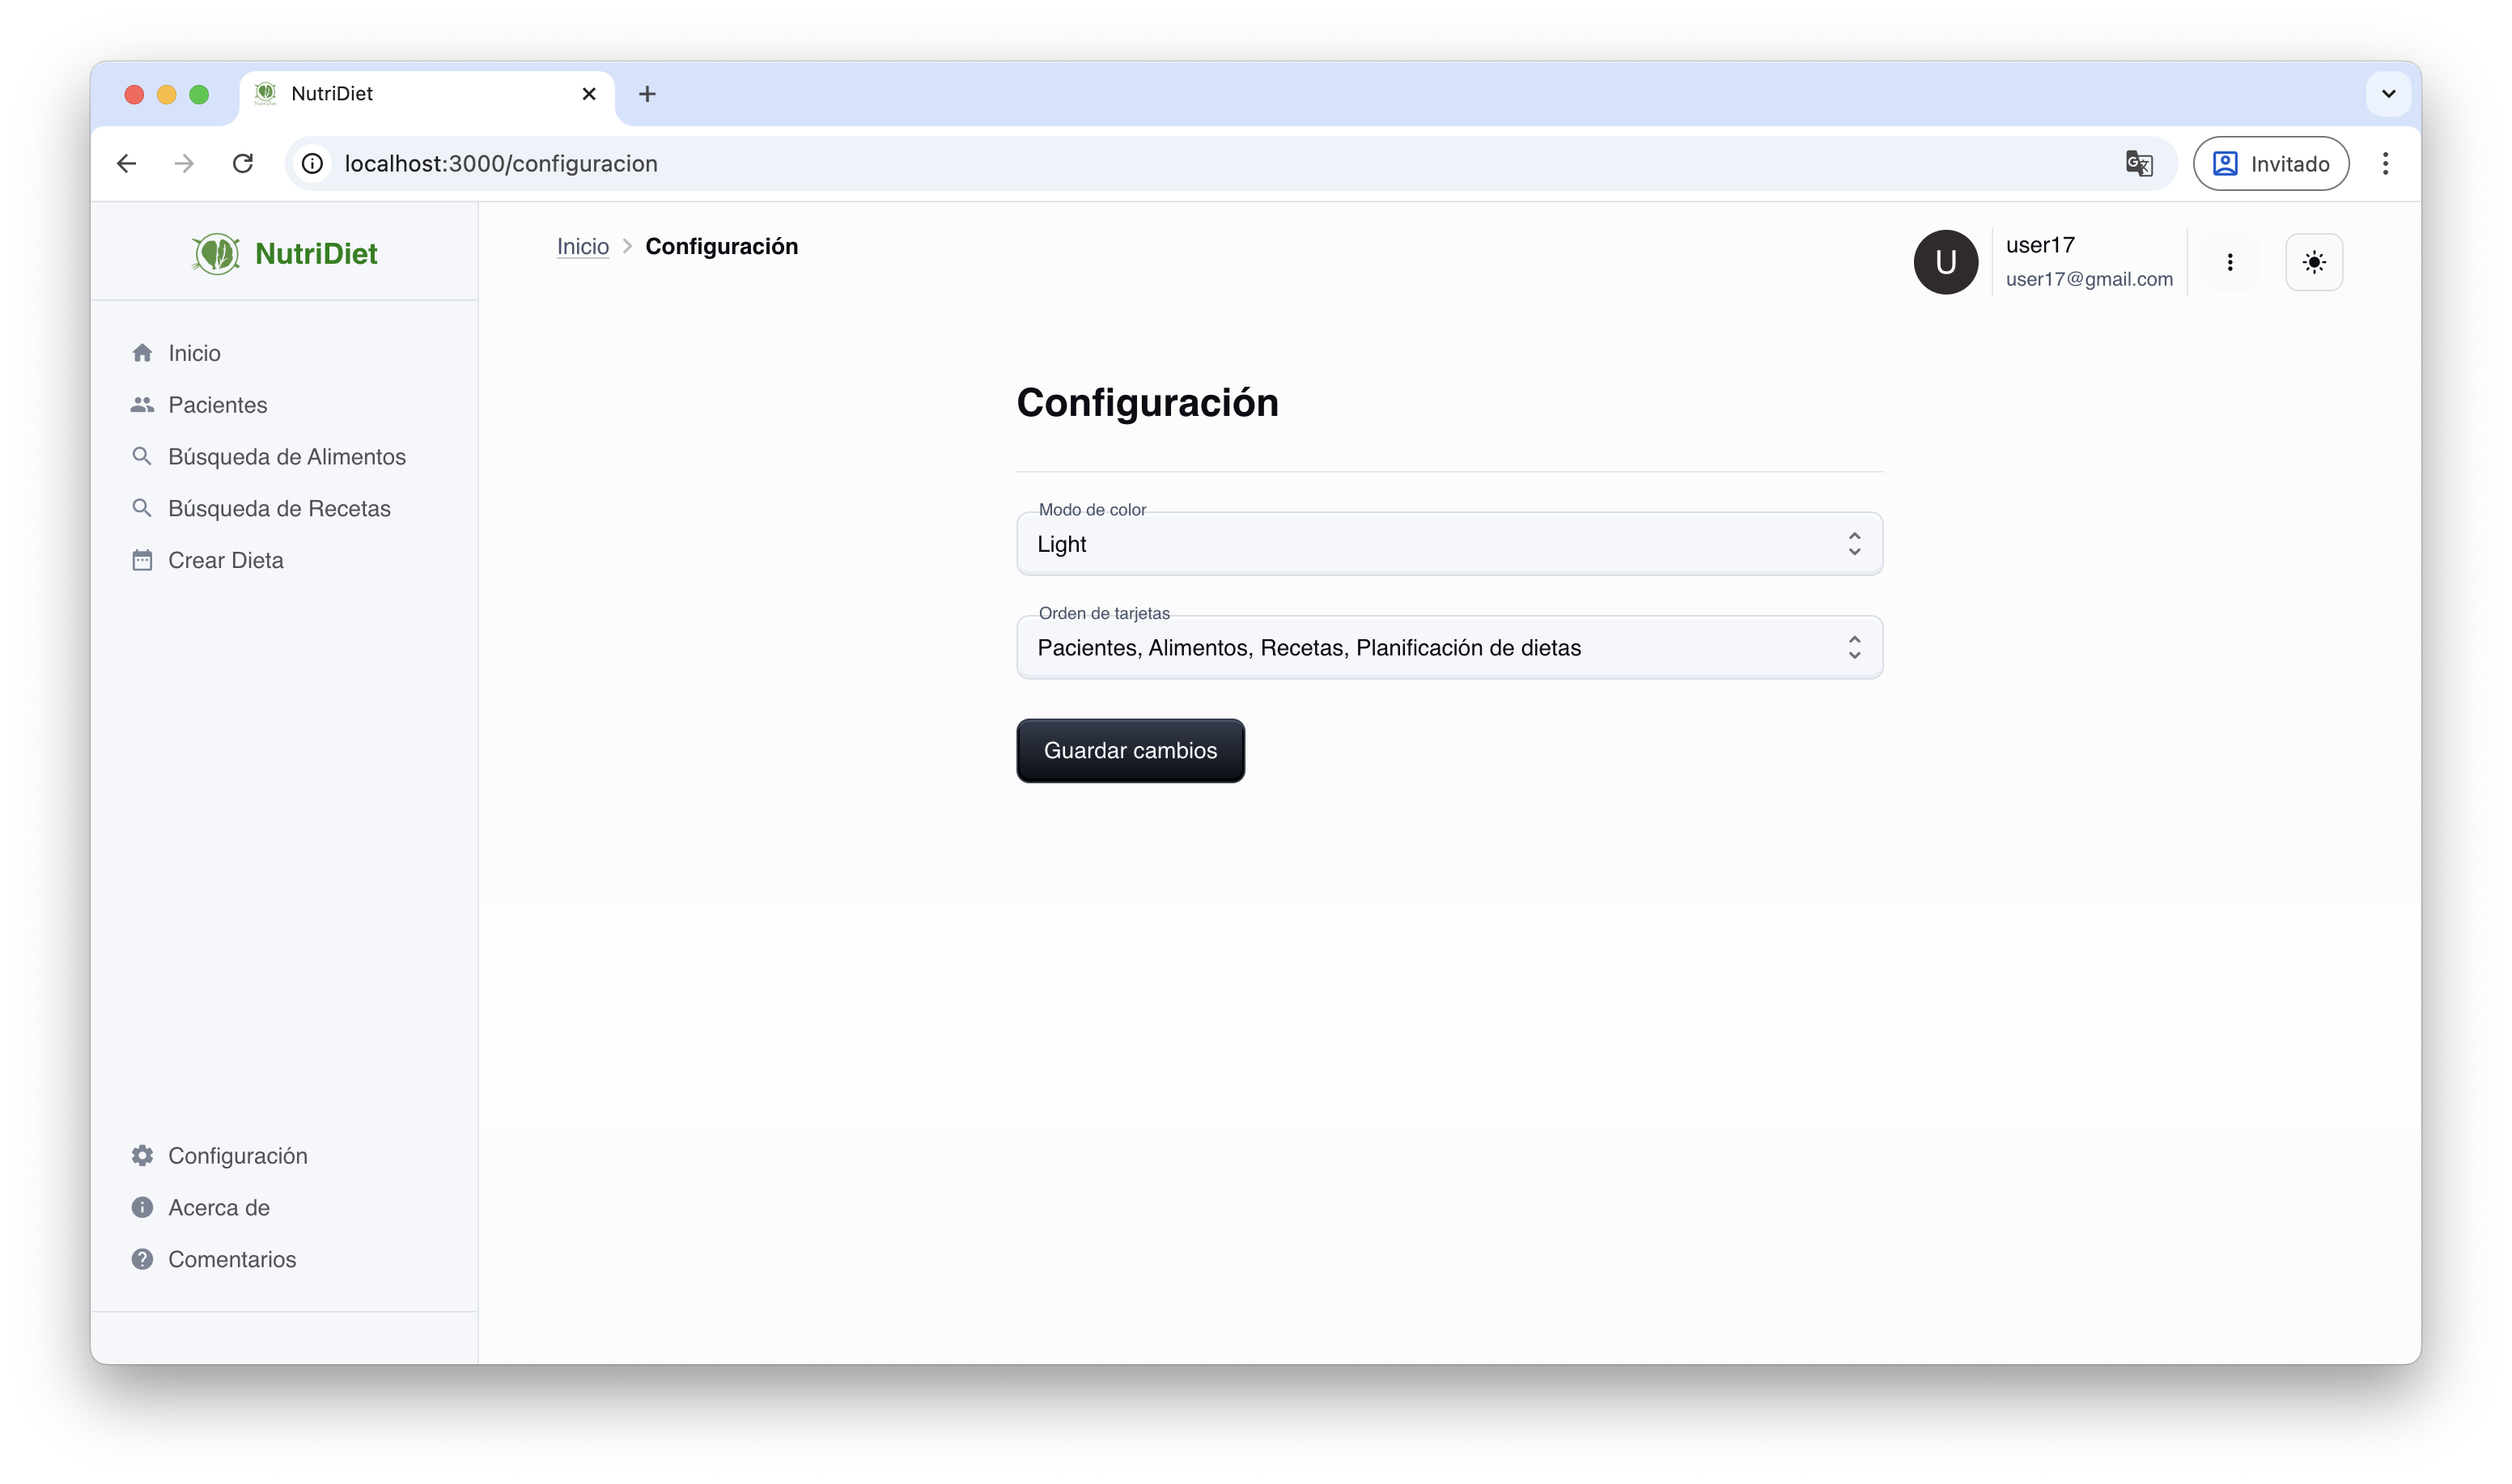 NutriDiet
localhost:3000/configuracion
Invitado
NutriDiet
Inicio
Pacientes
Búsqueda de Alimentos
Búsqueda de Recetas
Crear Dieta
Configuración
Acerca de
Comentarios
Inicio > Configuración
U
user17
user17@gmail.com
Configuración
Modo de color
Light
Orden de tarjetas
Pacientes, Alimentos, Recetas, Planificación de dietas
Guardar cambios